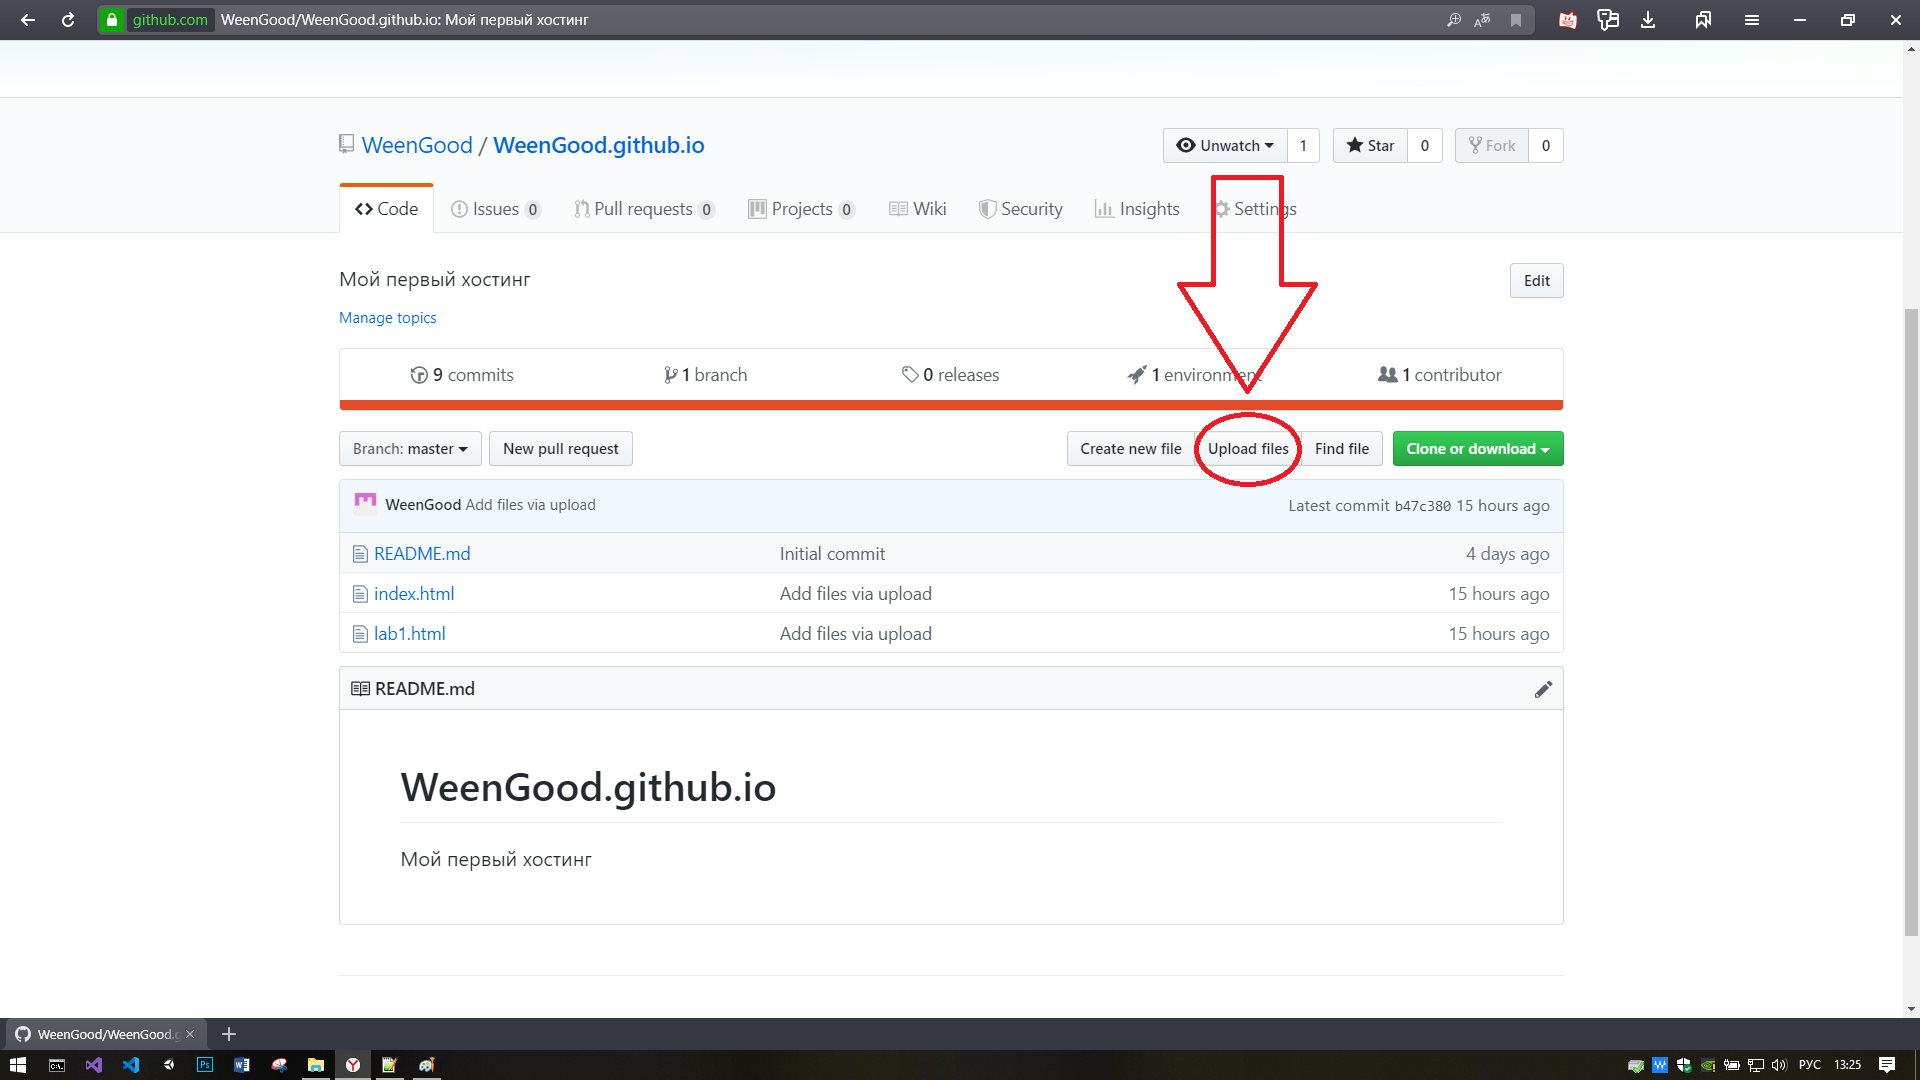 github.com WeenGood/WeenGood.github.io: Мой первый хостинг
WeenGood / WeenGood.github.io
Unwatch 1 Star 0 Fork 0
Code Issues 0 Pull requests 0 Projects 0 Wiki Security Insights Settings
Мой первый хостинг
Edit
Manage topics
9 commits 1 branch 0 releases 1 environment 1 contributor
Branch: master New pull request Create new file Upload files Find file Clone or download
WeenGood Add files via upload Latest commit b47c380 15 hours ago
README.md Initial commit 4 days ago
index.html Add files via upload 15 hours ago
lab1.html Add files via upload 15 hours ago
README.md
WeenGood.github.io
Мой первый хостинг
WeenGood/WeenGood.g
РУС 13:25